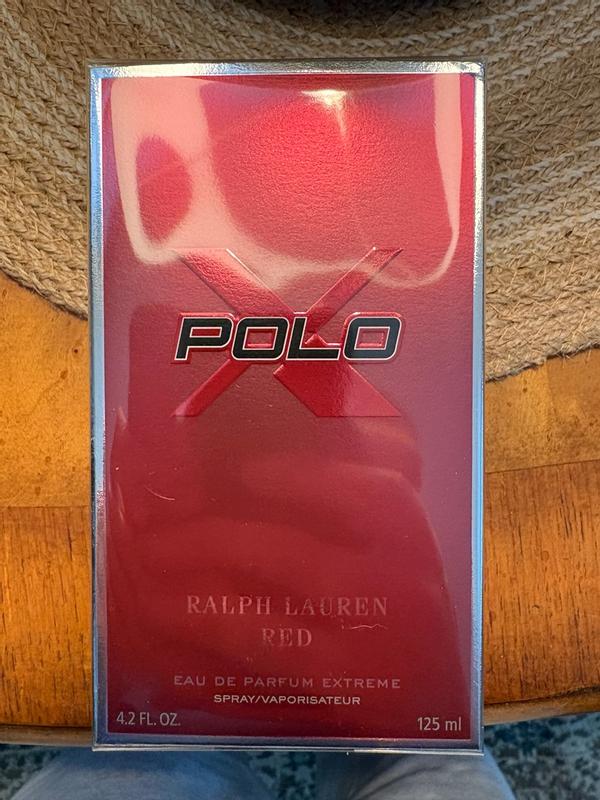 X
POLO
RALPH LAUREN
RED
EAU DE PARFUM EXTREME
SPRAY/VAPORISATEUR
4.2 FL. OZ. 125 ml